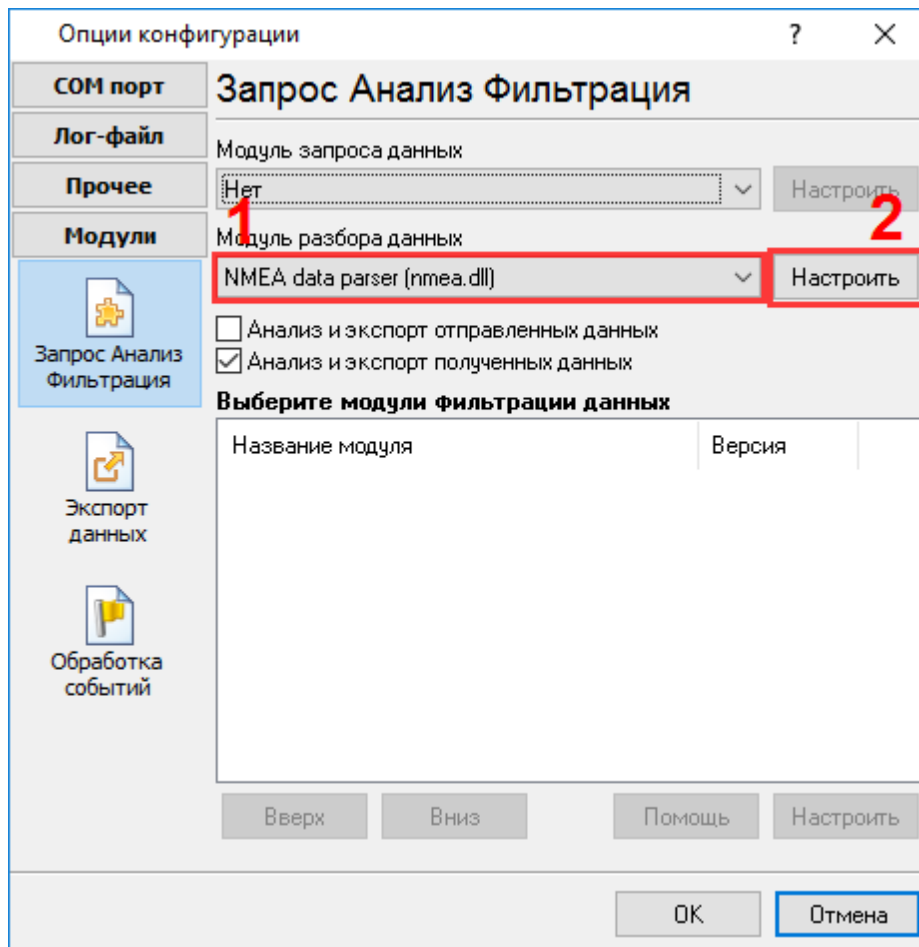 Опции конфигурации
?
COM порт
Лог-файл
Прочее
Модули
Запрос Анализ
Фильтрация
Экспорт
данных
Обработка
событий
Запрос Анализ Фильтрация
Модуль запроса данных
Нет
Настроить
1
2
Модуль разбора данных
NMEA data parser (nmea.dll)
Настроить
Анализ и экспорт отправленных данных
Анализ и экспорт полученных данных
Выберите модули фильтрации данных
Название модуля Версия
Вверх Вниз Помощь Настроить
OK Отмена